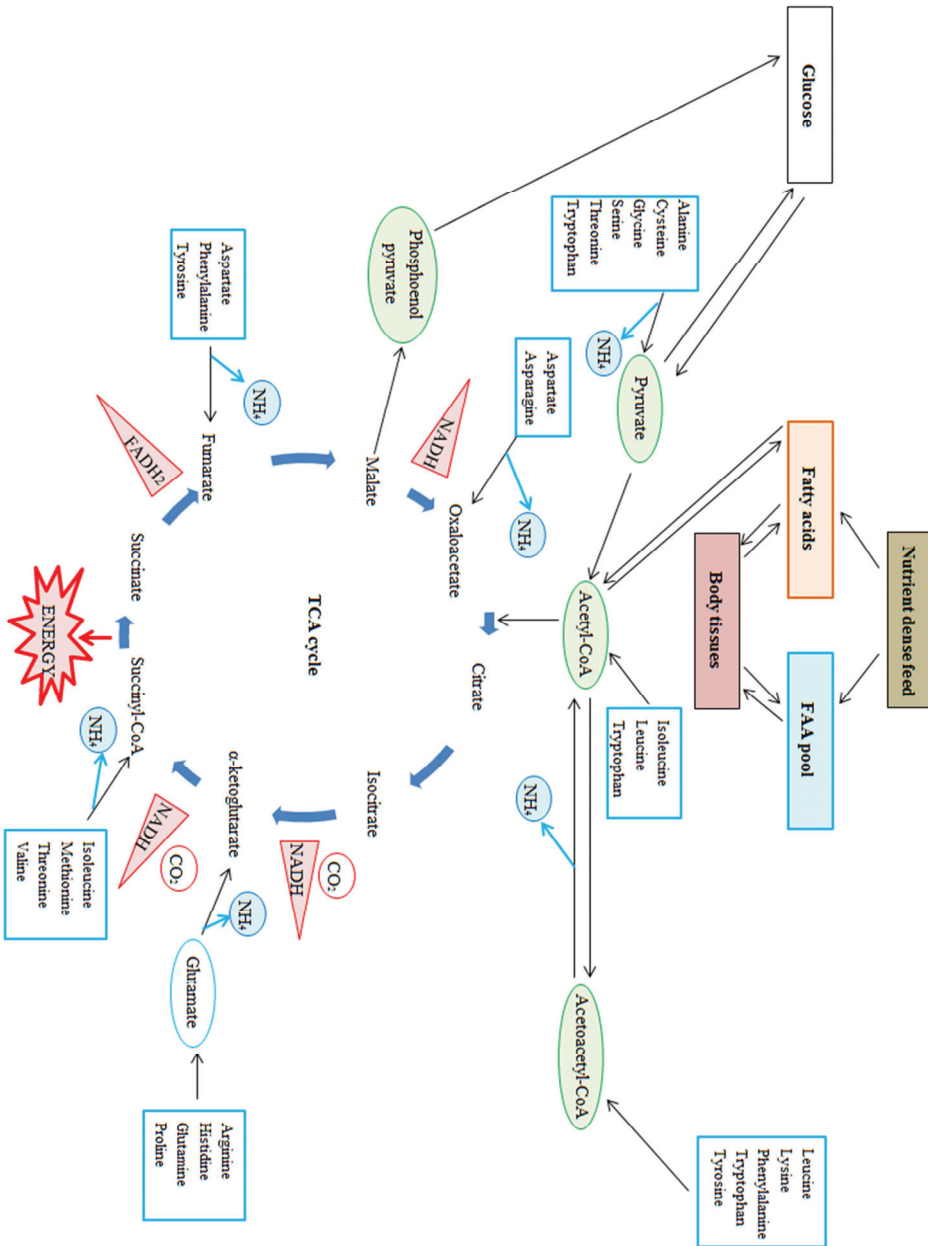 Nutrient dense feed
Glucose
Fatty acids
FAA pool
Body tissues
Leucine
Lysine
Phenylalanine
Tryptophan
Tyrosine
Alanine
Cysteine
Glycine
Serine
Threonine
Tryptophan
NH₄
Pyruvate
Isoleucine
Leucine
Tryptophan
Acetyl-CoA
Acetoacetyl-CoA
NH₄
Aspartate
Asparagine
NH₄
Phosphoenol
pyruvate
NADH
Oxaloacetate
Citrate
Malate
Isocitrate
TCA cycle
CO₂
NADH
Aspartate
Phenylalanine
Tyrosine
NH₄
Fumarate
α-ketoglutarate
NH₄
Glutamate
Arginine
Histidine
Glutamine
Proline
FADH₂
Succinate
Succinyl-CoA
NADH
CO₂
NH₄
ENERGY
Isoleucine
Methionine
Threonine
Valine